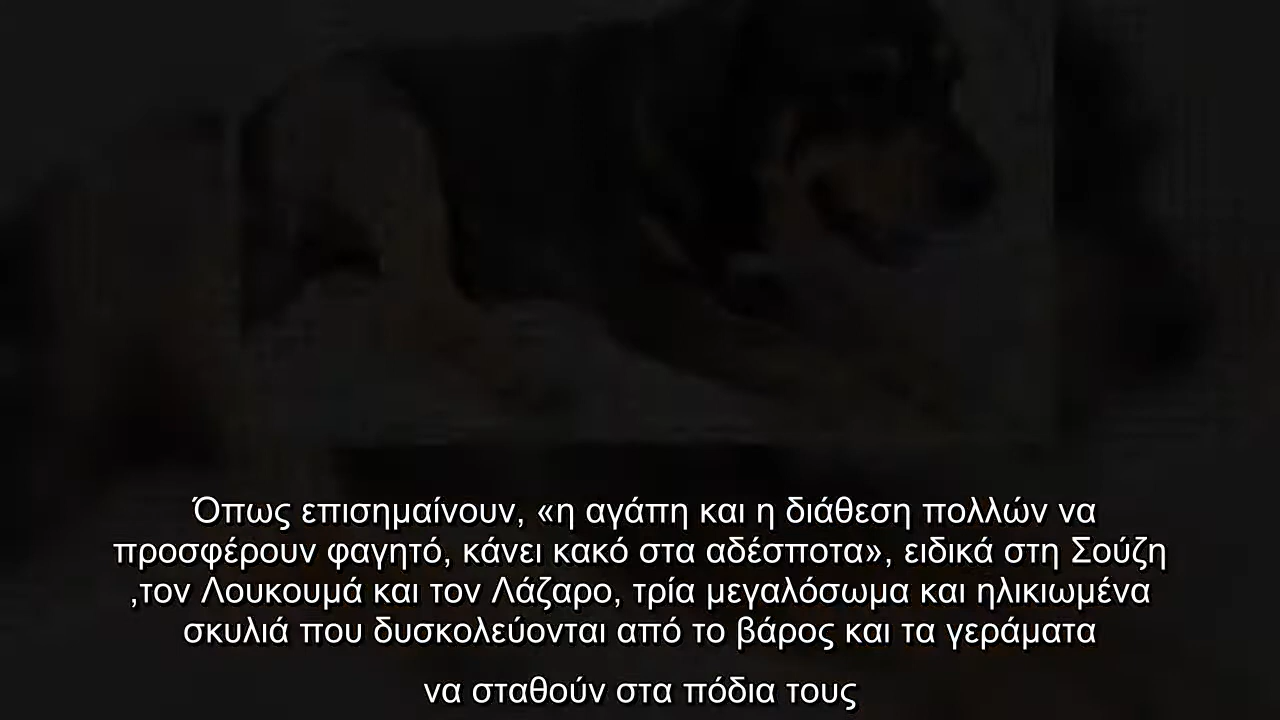 Όπως επισημαίνουν, «η αγάπη και η διάθεση πολλών να
προσφέρουν φαγητό, κάνει κακό στα αδέσποτα», ειδικά στη Σούζη
,τον Λουκουμά και τον Λάζαρο, τρία μεγαλόσωμα και ηλικιωμένα
σκυλιά που δυσκολεύονται από το βάρος και τα γεράματα
να σταθούν στα πόδια τους